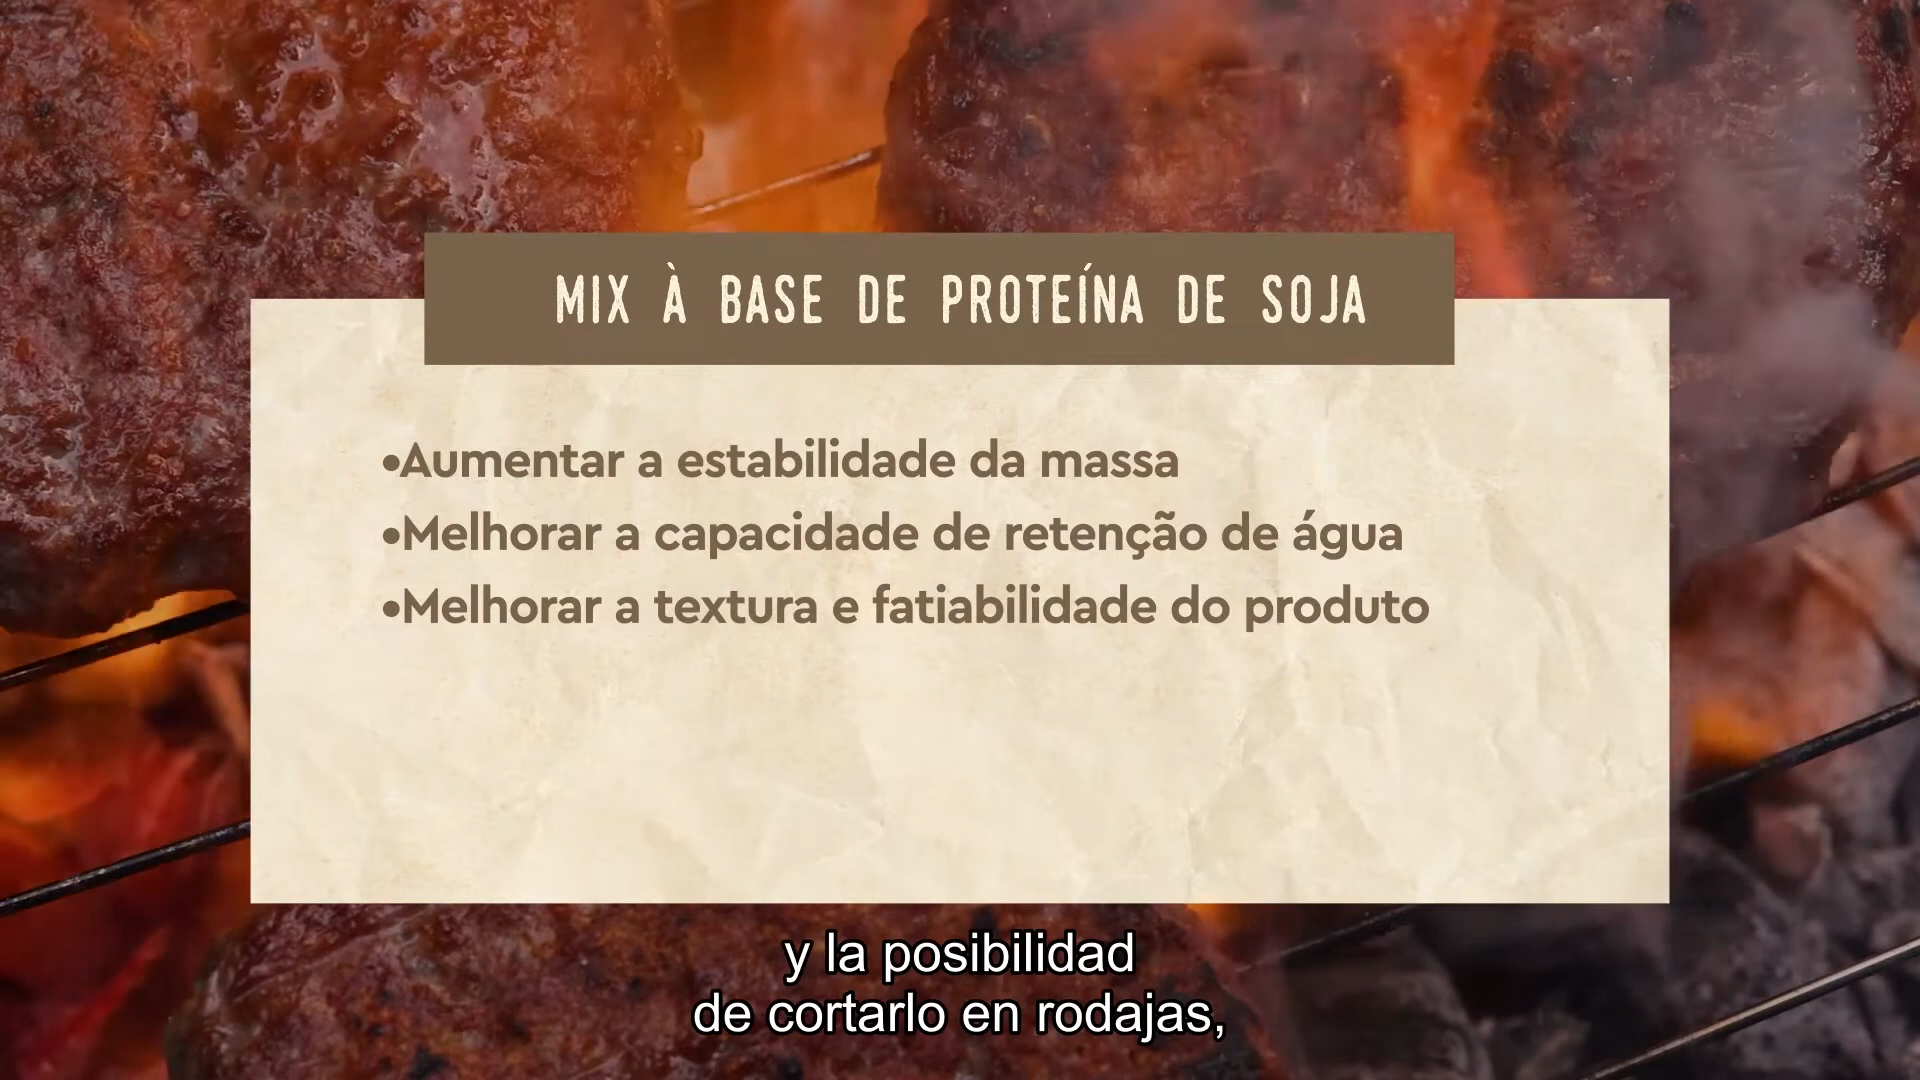 MIX À BASE DE PROTEÍNA DE SOJA
•Aumentar a estabilidade da massa
•Melhorar a capacidade de retenção de água
•Melhorar a textura e fatiabilidade do produto
y la posibilidad
de cortarlo en rodajas,